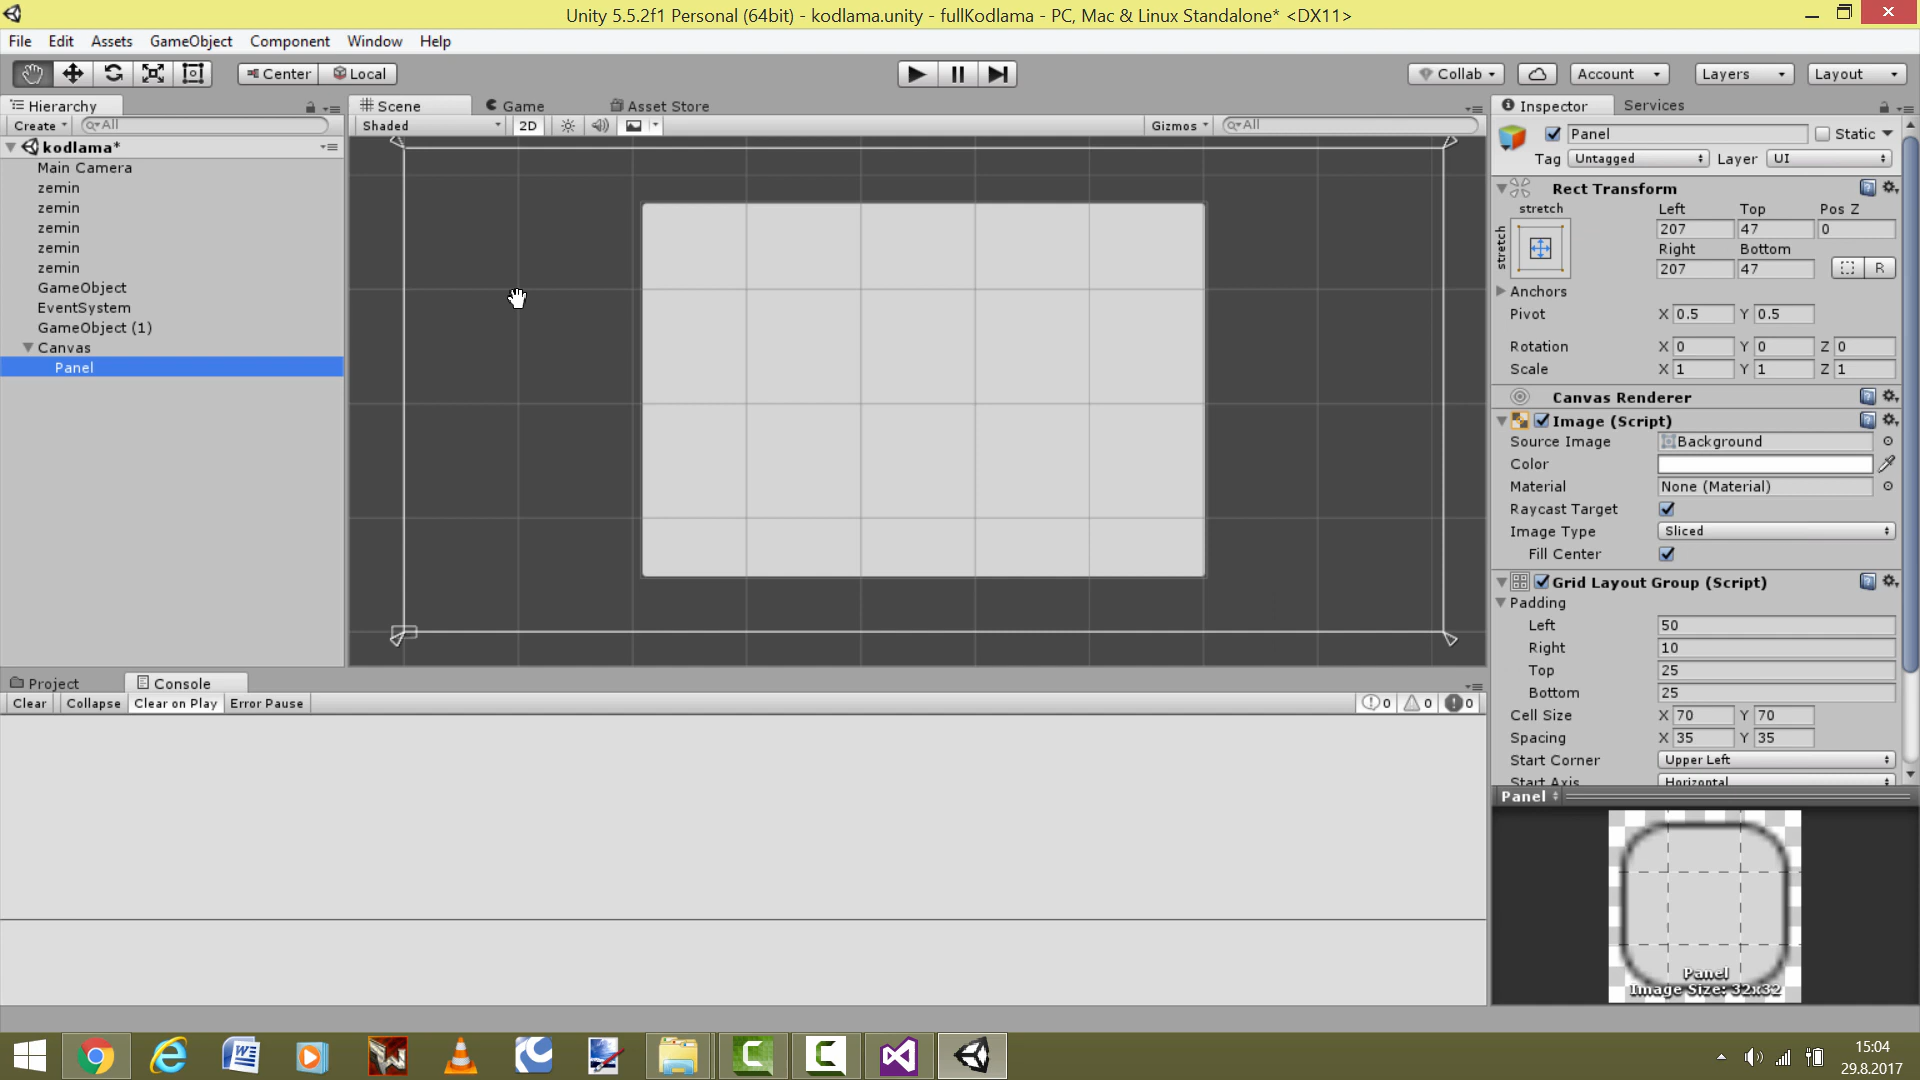 Unity 5.5.2f1 Personal (64bit) - kodlama.unity - fullKodlama - PC, Mac & Linux Standalone* <DX11>
File Edit Assets GameObject Component Window Help
Center Local Collab Account Layers Layout
Hierarchy
Create All
kodlama*
Main Camera
zemin
zemin
zemin
zemin
zemin
GameObject
EventSystem
GameObject (1)
Canvas
Panel
Scene Game Asset Store
Shaded 2D Gizmos All
Inspector Services
Panel Static
Tag Untagged Layer UI
Rect Transform
stretch
stretch
Left Top Pos Z
207 47 0
Right Bottom
207 47 R
Anchors
Pivot X 0.5 Y 0.5
Rotation X 0 Y 0 Z 0
Scale X 1 Y 1 Z 1
Canvas Renderer
Image (Script)
Source Image Background
Color
Material None (Material)
Raycast Target
Image Type Sliced
Fill Center
Grid Layout Group (Script)
Padding
Left 50
Right 10
Top 25
Bottom 25
Cell Size X 70 Y 70
Spacing X 35 Y 35
Start Corner Upper Left
Start Axis Horizontal
Panel
Panel
Image Size: 32x32
Project Console
Clear Collapse Clear on Play Error Pause 0 0 0
15:04
29.8.2017